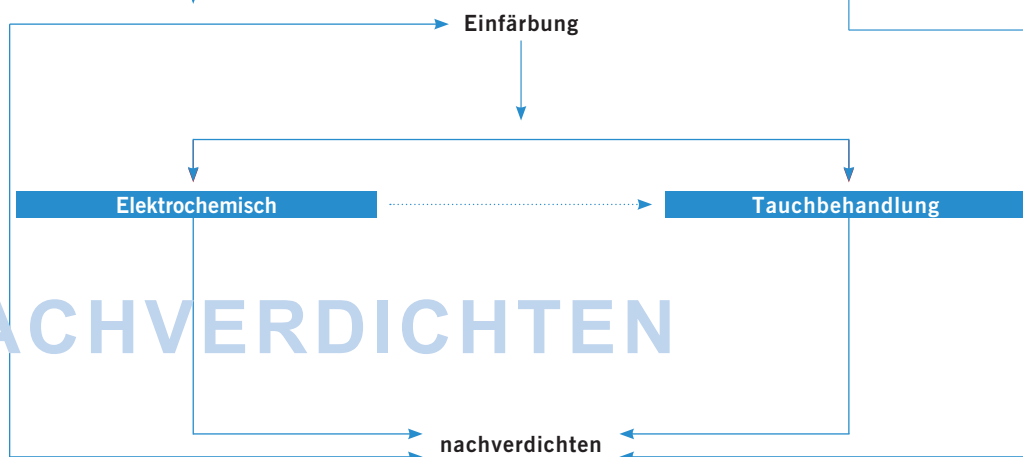 Einfärbung
Elektrochemisch
Tauchbehandlung
ACHVERDICHTEN
nachverdichten